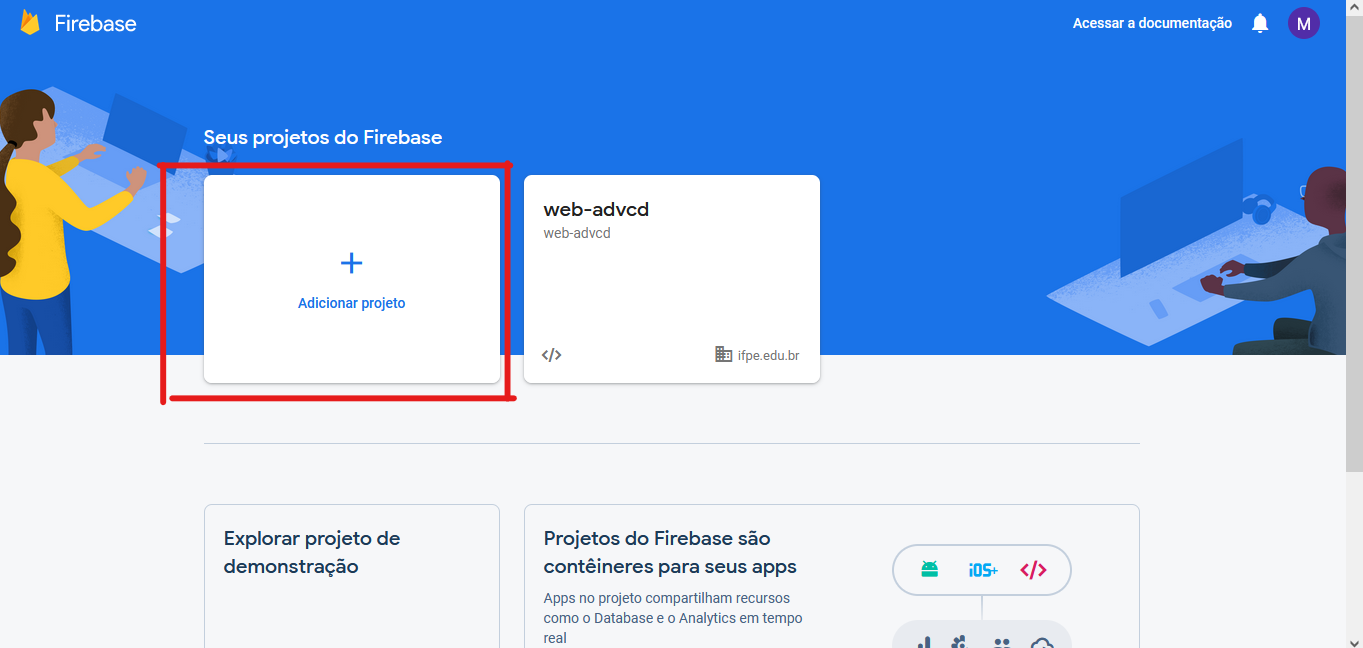 Firebase
Acessar a documentação
M
Seus projetos do Firebase
Adicionar projeto
web-advcd
web-advcd
</>
ifpe.edu.br
Explorar projeto de
demonstração
Projetos do Firebase são
contêineres para seus apps
Apps no projeto compartilham recursos
como o Database e o Analytics em tempo
real
iOS+
</>